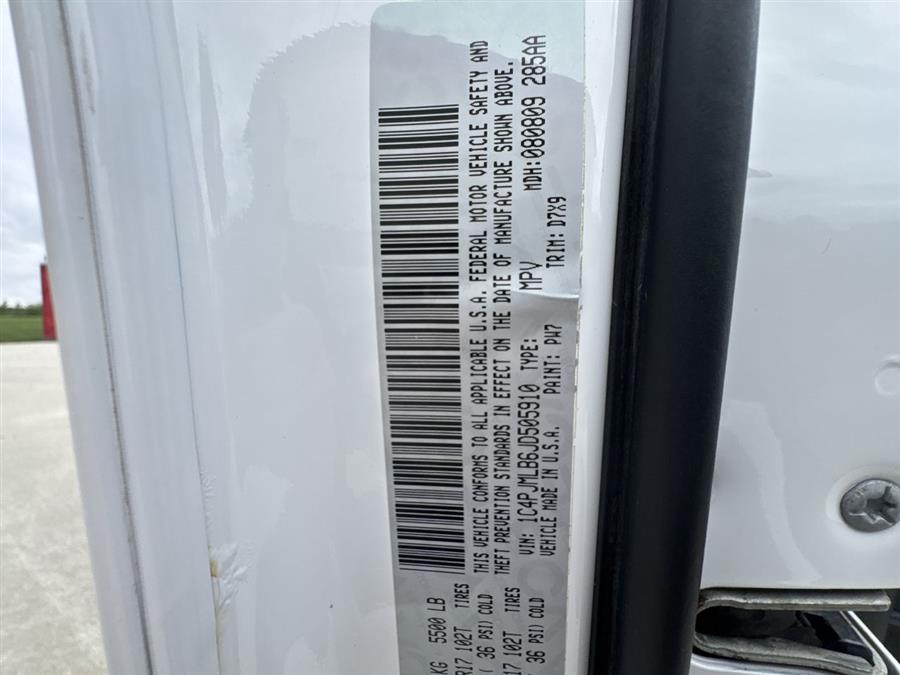 KG 5500 LB
R17 102T TIRES
( 36 PSI) COLD
17 102T TIRES
36 PSI) COLD
THIS VEHICLE CONFORMS TO ALL APPLICABLE U.S.A. FEDERAL MOTOR VEHICLE SAFETY AND
THEFT PREVENTION STANDARDS IN EFFECT ON THE DATE OF MANUFACTURE SHOWN ABOVE.
VIN: 1C4PJMLB6JD505910 TYPE: MPV MDH: 080809 285AA
VEHICLE MADE IN U.S.A. PAINT: PW7 TRIM: D7X9